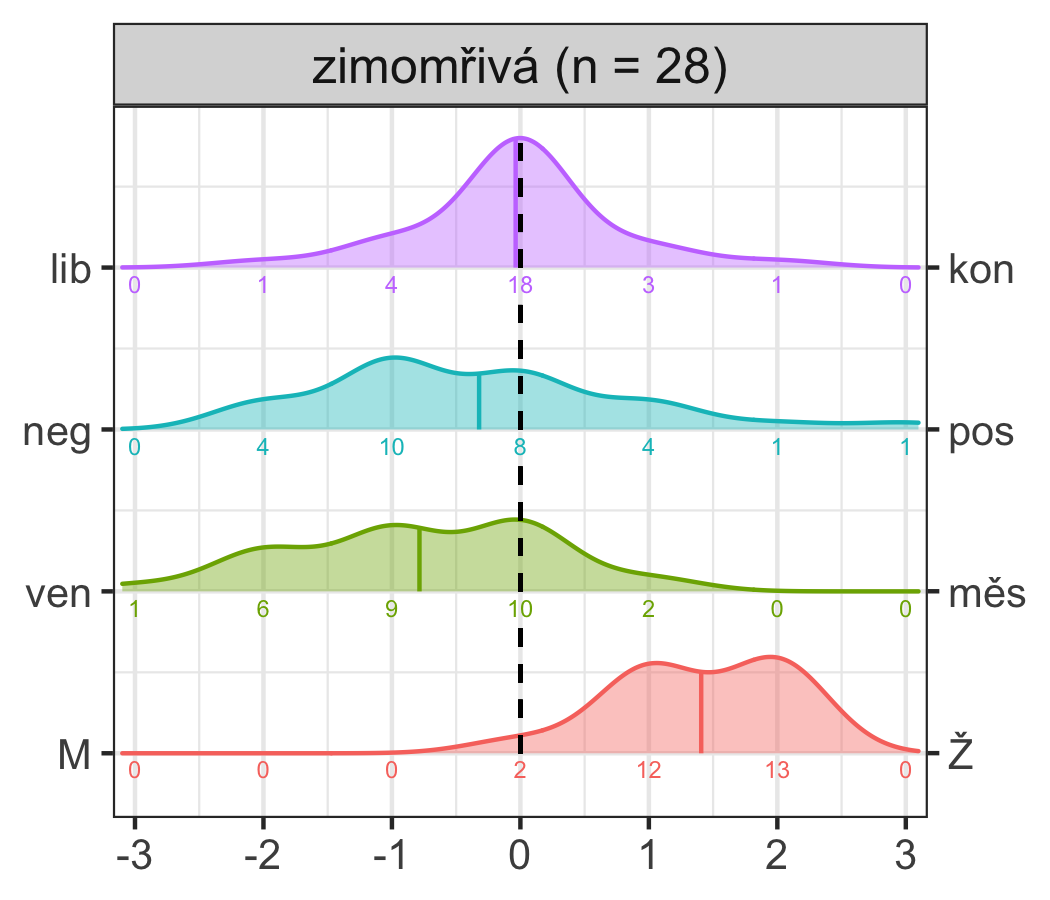 zimomřivá (n = 28)
lib kon
0 1 4 18 3 1 0
neg pos
0 4 10 8 4 1 1
ven měs
1 6 9 10 2 0 0
M Ž
0 0 0 2 12 13 0
-3 -2 -1 0 1 2 3